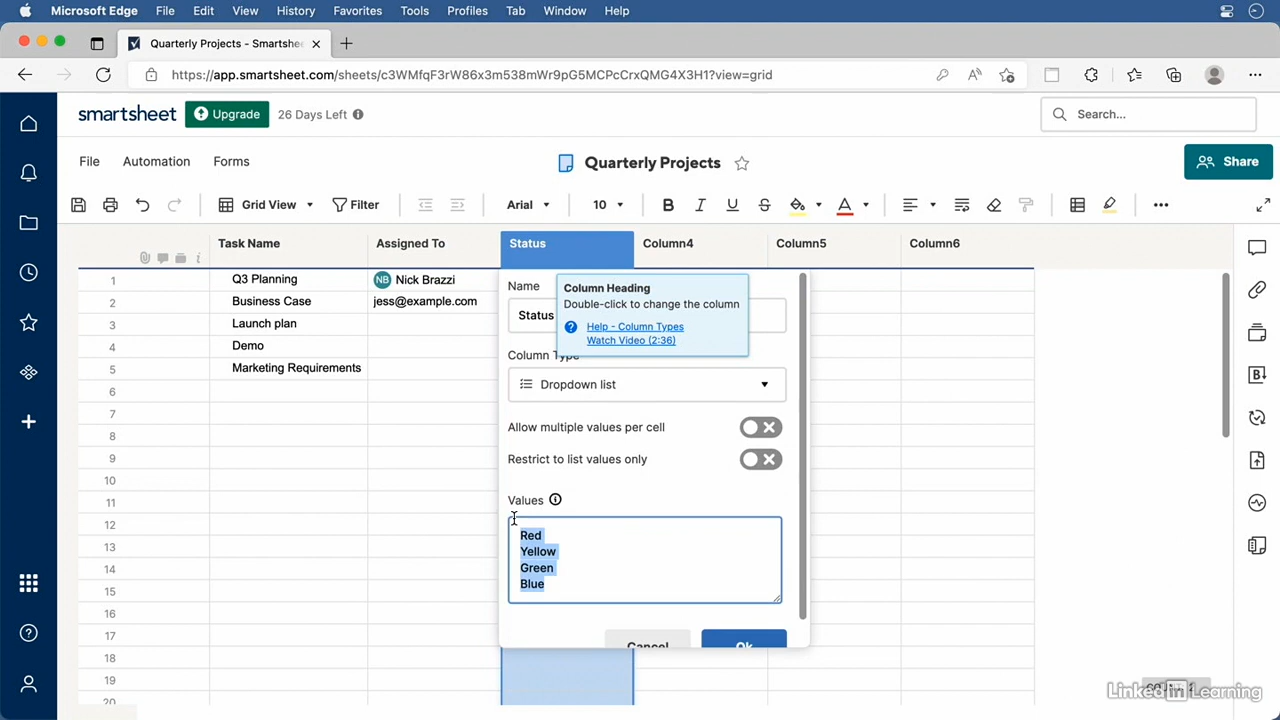 Microsoft Edge File Edit View History Favorites Tools Profiles Tab Window Help
Quarterly Projects - Smartshe
https://app.smartsheet.com/sheets/c3WMfqF3rW86x3m538mWr9pG5MCPcCrxQMG4X3H1?view=grid
smartsheet Upgrade 26 Days Left Search...
File Automation Forms Quarterly Projects Share
Grid View Filter Arial 10 B I U S A
Task Name Assigned To Status Column4 Column5 Column6
1 Q3 Planning NB Nick Brazzi
2 Business Case jess@example.com
3 Launch plan
4 Demo
5 Marketing Requirements
6
7
8
9
10
11
12
13
14
15
16
17
18
19
20
Name
Status
Column Heading
Double-click to change the column
Help - Column Types
Watch Video (2:36)
Column Type
Dropdown list
Allow multiple values per cell
Restrict to list values only
Values
Red
Yellow
Green
Blue
Cancel Ok
LinkedIn Learning